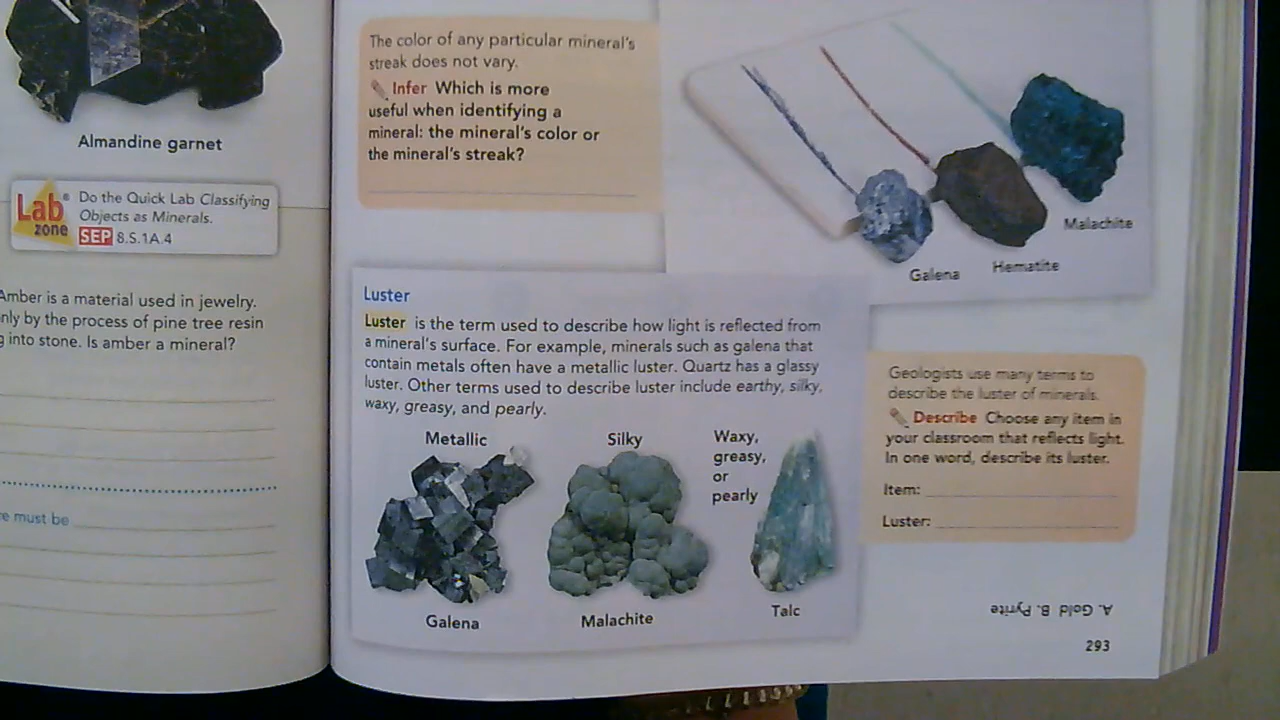 Almandine garnet
Lab
zone
Do the Quick Lab Classifying
Objects as Minerals.
SEP 8.S.1A.4
Amber is a material used in jewelry.
by the process of pine tree resin
into stone. Is amber a mineral?
must be
The color of any particular mineral's
streak does not vary.
Infer Which is more
useful when identifying a
mineral: the mineral's color or
the mineral's streak?
Galena
Hematite
Malachite
Luster
Luster is the term used to describe how light is reflected from
a mineral's surface. For example, minerals such as galena that
contain metals often have a metallic luster. Quartz has a glassy
luster. Other terms used to describe luster include earthy, silky,
waxy, greasy, and pearly.
Metallic
Galena
Silky
Malachite
Waxy,
greasy,
or
pearly
Talc
Geologists use many terms to
describe the luster of minerals.
Describe Choose any item in
your classroom that reflects light.
In one word, describe its luster.
Item:
Luster:
A. Gold B. Pyrite
293